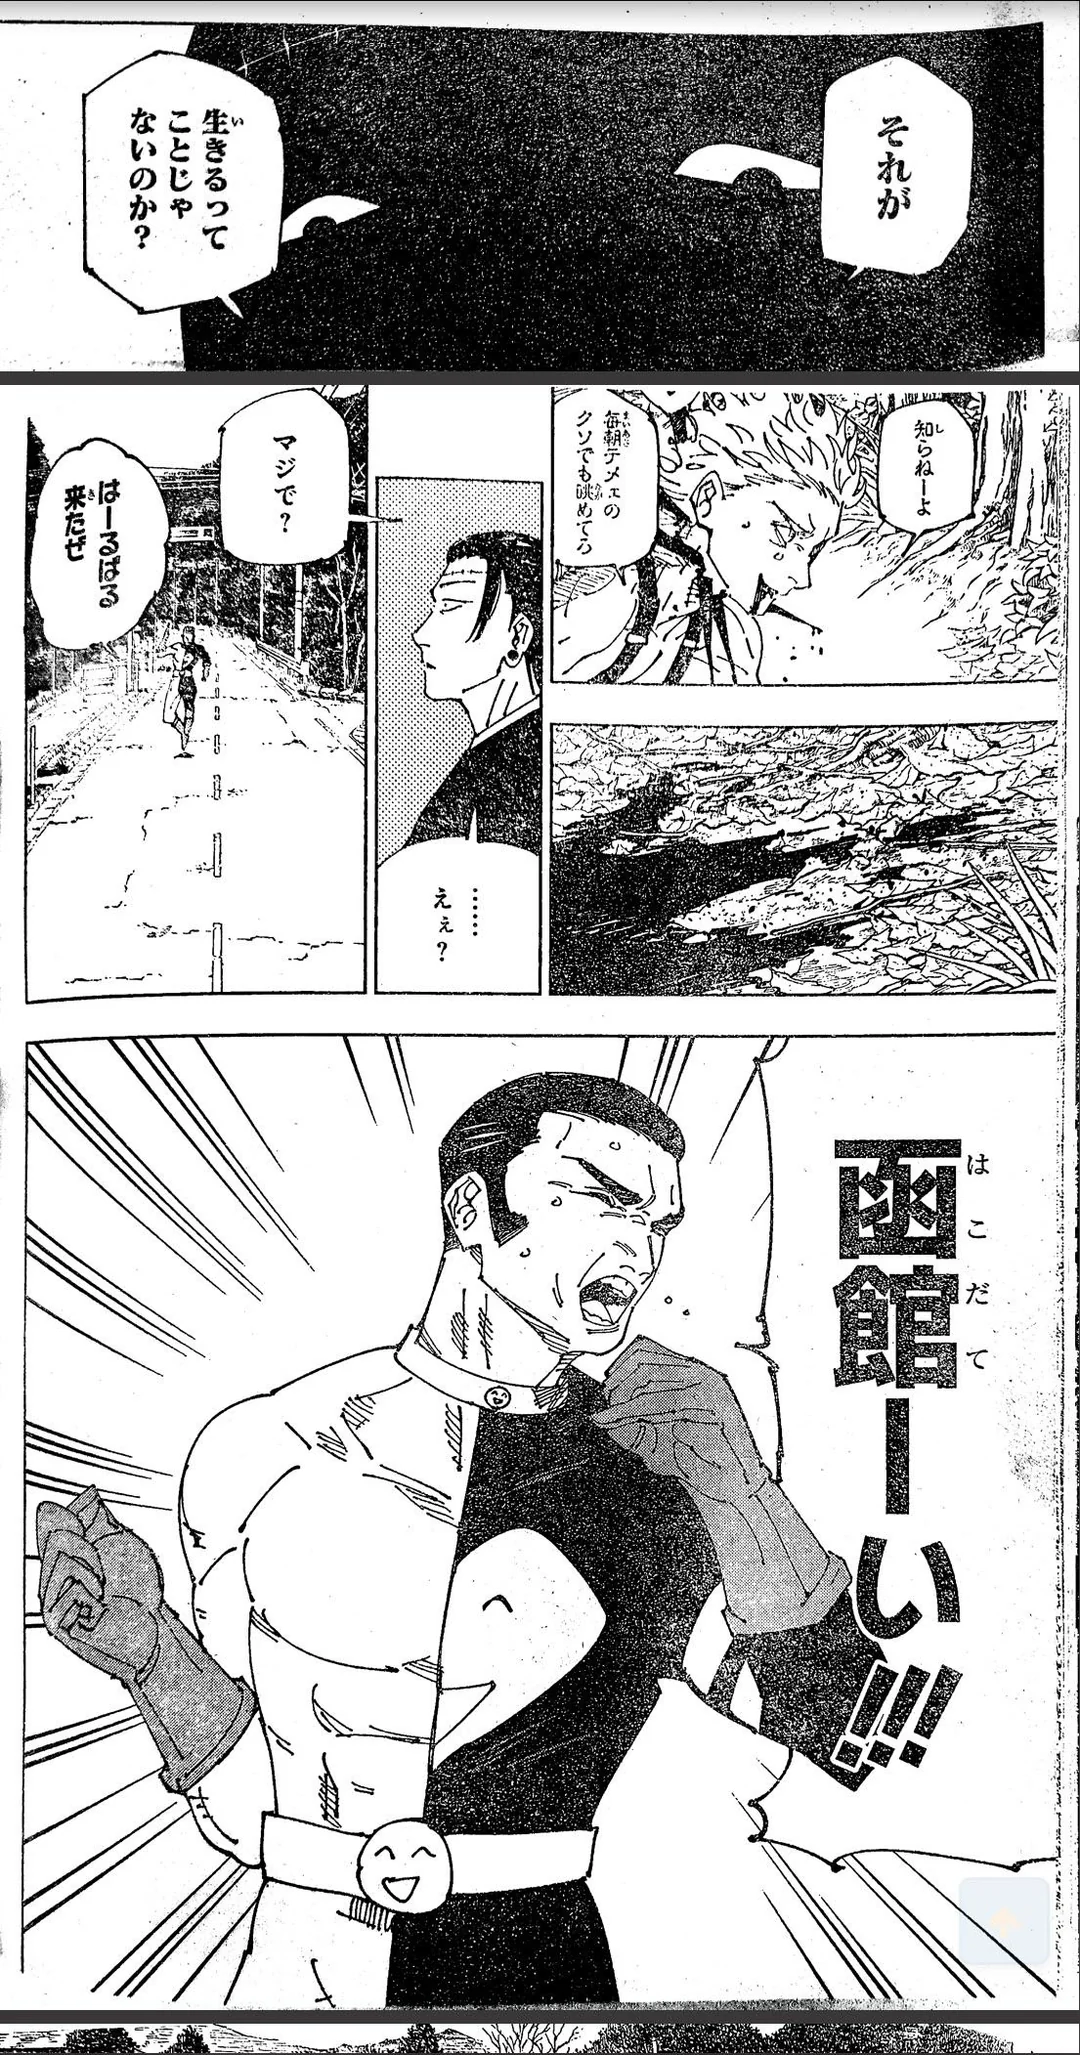 それが
生きるって
ことじゃ
ないのか?
知らねーよ
毎朝テメェの
クソでも眺めてろ
……
えぇ?
マジで?
はーるばる
来たぜ
函館ーい!!!